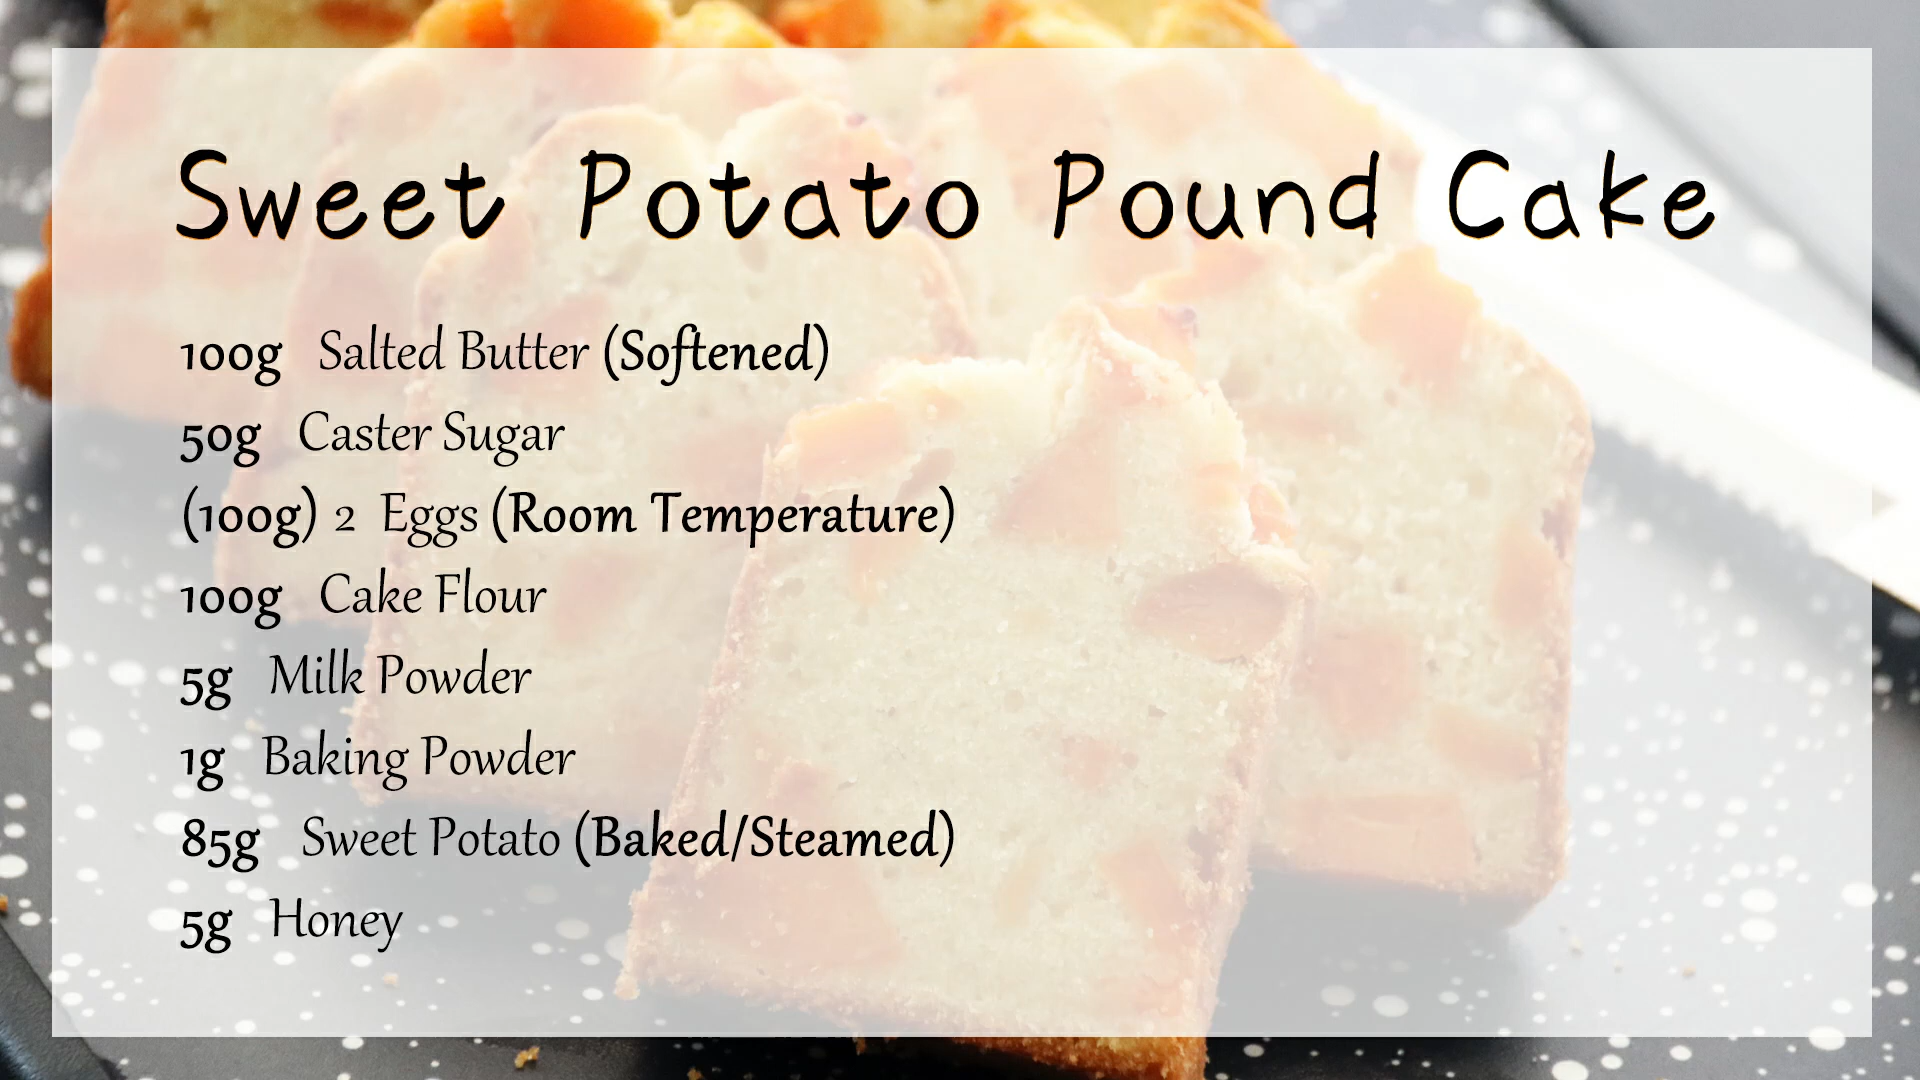 Sweet Potato Pound Cake
100g Salted Butter (Softened)
50g Caster Sugar
(100g) 2 Eggs (Room Temperature)
100g Cake Flour
5g Milk Powder
1g Baking Powder
85g Sweet Potato (Baked/Steamed)
5g Honey